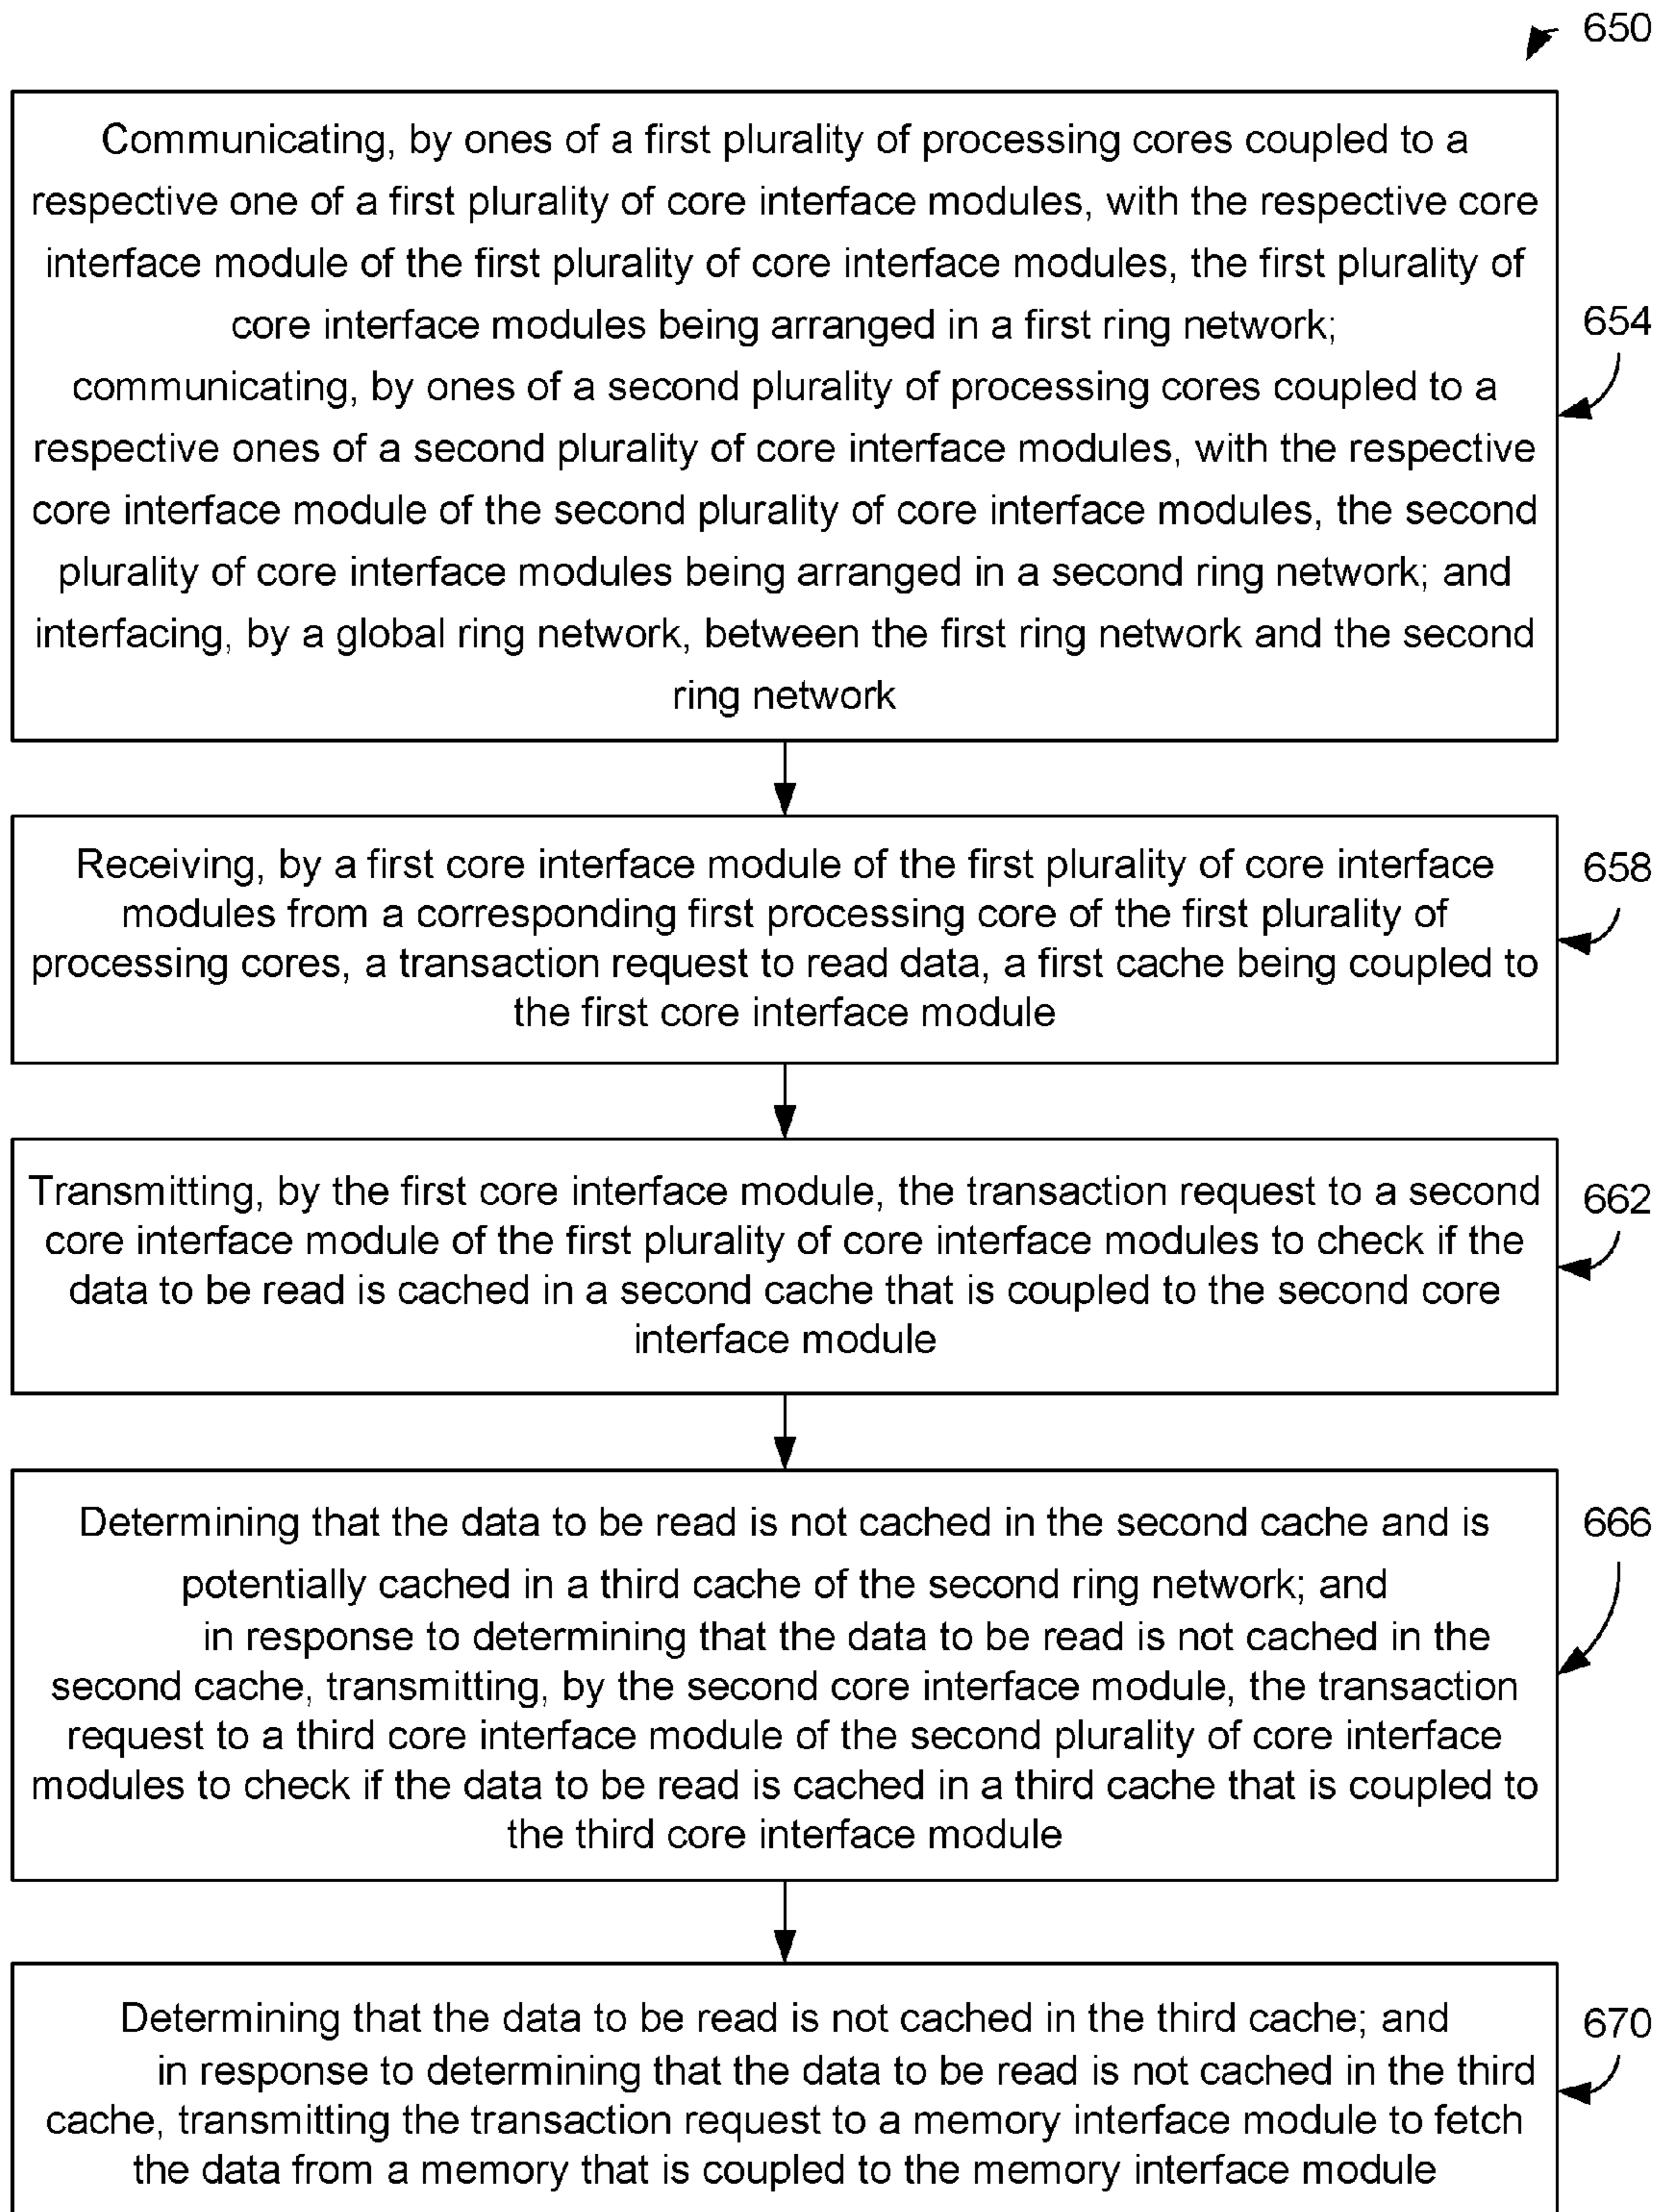 650
Communicating, by ones of a first plurality of processing cores coupled to a
respective one of a first plurality of core interface modules, with the respective core
interface module of the first plurality of core interface modules, the first plurality of
core interface modules being arranged in a first ring network;
communicating, by ones of a second plurality of processing cores coupled to a
respective ones of a second plurality of core interface modules, with the respective
core interface module of the second plurality of core interface modules, the second
plurality of core interface modules being arranged in a second ring network; and
interfacing, by a global ring network, between the first ring network and the second
ring network
654
Receiving, by a first core interface module of the first plurality of core interface
modules from a corresponding first processing core of the first plurality of
processing cores, a transaction request to read data, a first cache being coupled to
the first core interface module
658
Transmitting, by the first core interface module, the transaction request to a second
core interface module of the first plurality of core interface modules to check if the
data to be read is cached in a second cache that is coupled to the second core
interface module
662
Determining that the data to be read is not cached in the second cache and is
potentially cached in a third cache of the second ring network; and
in response to determining that the data to be read is not cached in the
second cache, transmitting, by the second core interface module, the transaction
request to a third core interface module of the second plurality of core interface
modules to check if the data to be read is cached in a third cache that is coupled to
the third core interface module
666
Determining that the data to be read is not cached in the third cache; and
in response to determining that the data to be read is not cached in the third
cache, transmitting the transaction request to a memory interface module to fetch
the data from a memory that is coupled to the memory interface module
670